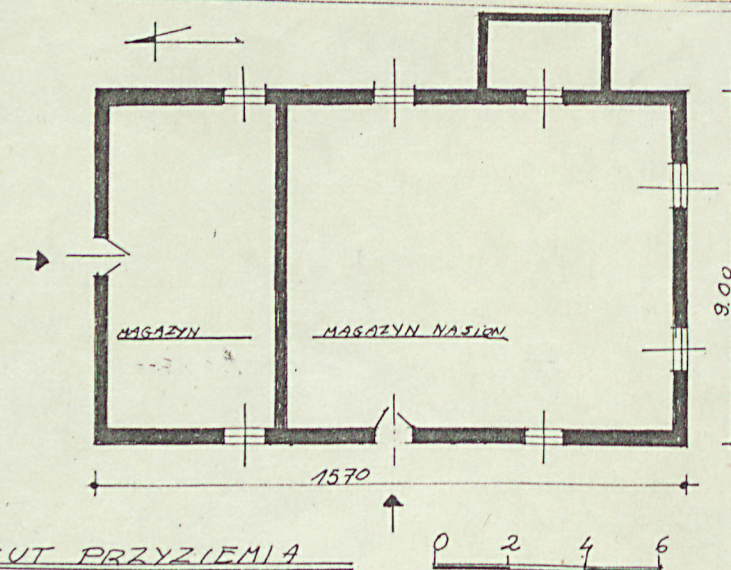 MAGAZYN
MAGAZYN NASION
9.00
1570
UT PRZYZIEMIA
0 2 4 6